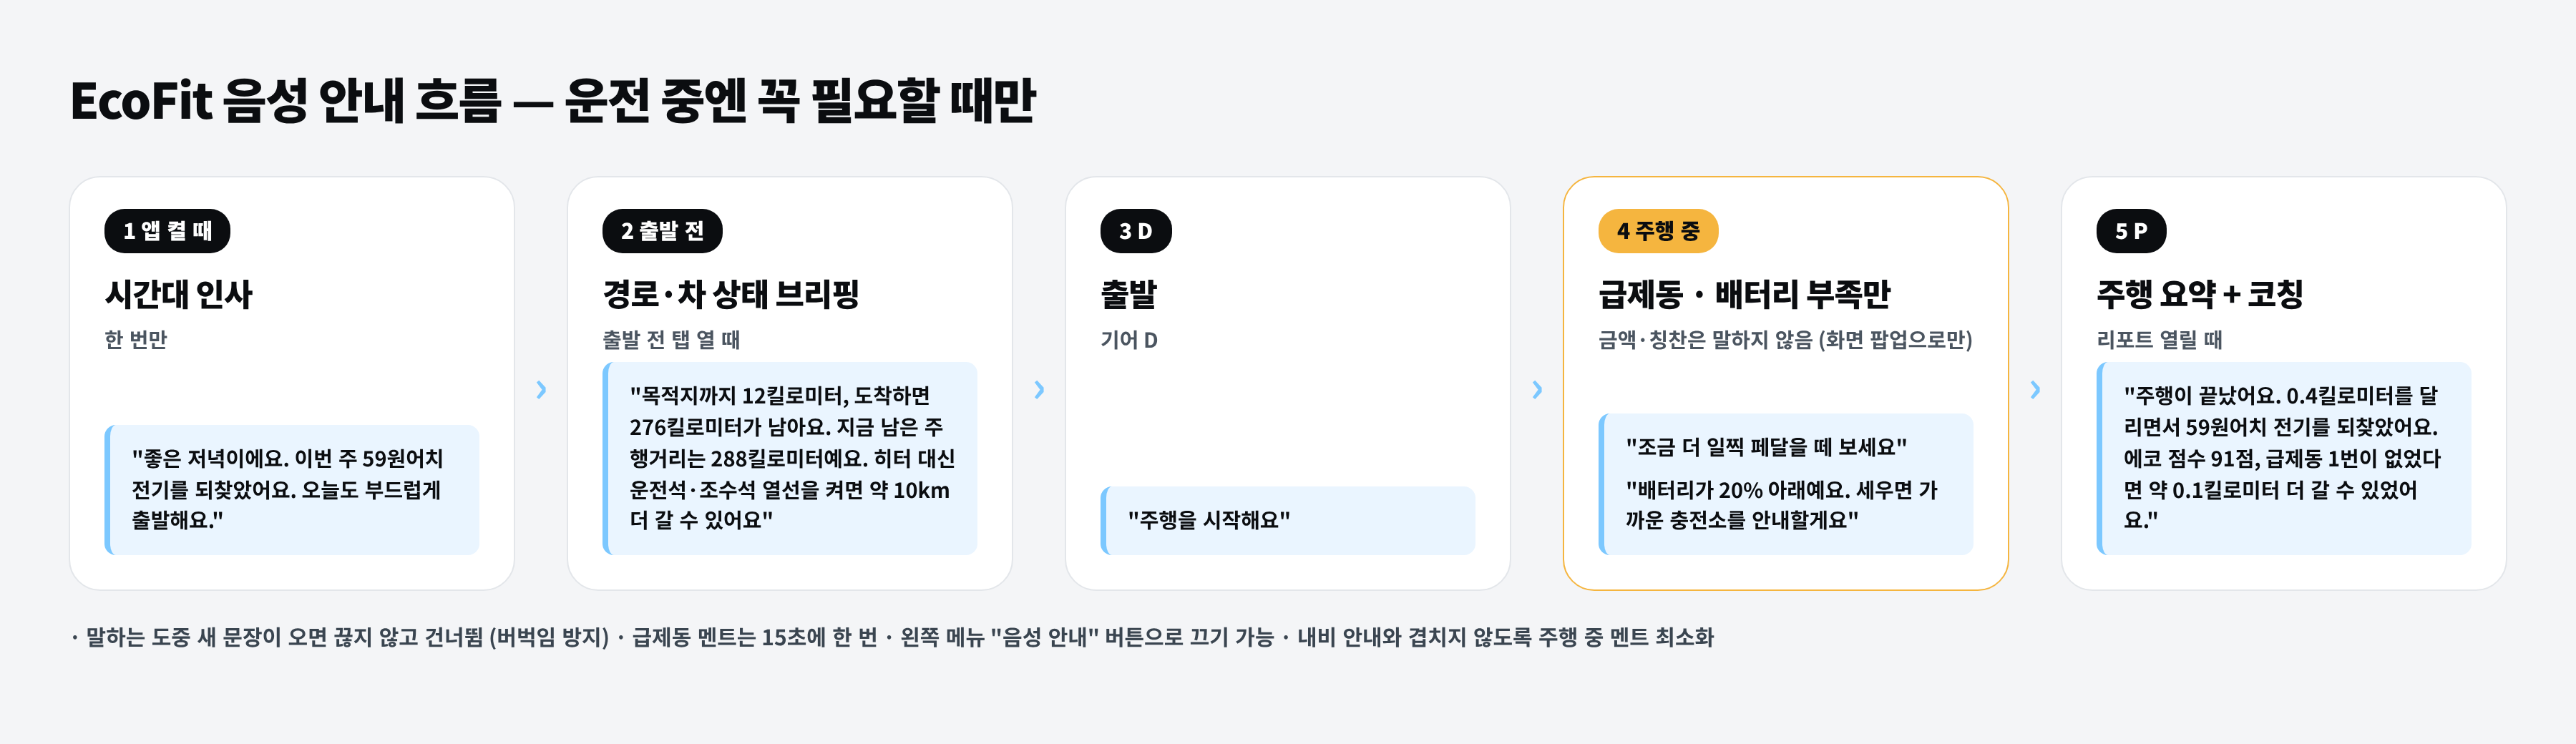 EcoFit 음성 안내 흐름 — 운전 중엔 꼭 필요할 때만
1 앱 켤 때
시간대 인사
한 번만
"좋은 저녁이에요. 이번 주 59원어치
전기를 되찾았어요. 오늘도 부드럽게
출발해요."
›
2 출발 전
경로·차 상태 브리핑
출발 전 탭 열 때
"목적지까지 12킬로미터, 도착하면
276킬로미터가 남아요. 지금 남은 주
행거리는 288킬로미터예요. 히터 대신
운전석·조수석 열선을 켜면 약 10km
더 갈 수 있어요"
›
3 D
출발
기어 D
"주행을 시작해요"
›
4 주행 중
급제동 · 배터리 부족만
금액·칭찬은 말하지 않음 (화면 팝업으로만)
"조금 더 일찍 페달을 떼 보세요"
"배터리가 20% 아래예요. 세우면 가
까운 충전소를 안내할게요"
›
5 P
주행 요약 + 코칭
리포트 열릴 때
"주행이 끝났어요. 0.4킬로미터를 달
리면서 59원어치 전기를 되찾았어요.
에코 점수 91점, 급제동 1번이 없었다
면 약 0.1킬로미터 더 갈 수 있었어
요."
· 말하는 도중 새 문장이 오면 끊지 않고 건너뜀 (버벅임 방지) · 급제동 멘트는 15초에 한 번 · 왼쪽 메뉴 "음성 안내" 버튼으로 끄기 가능 · 내비 안내와 겹치지 않도록 주행 중 멘트 최소화